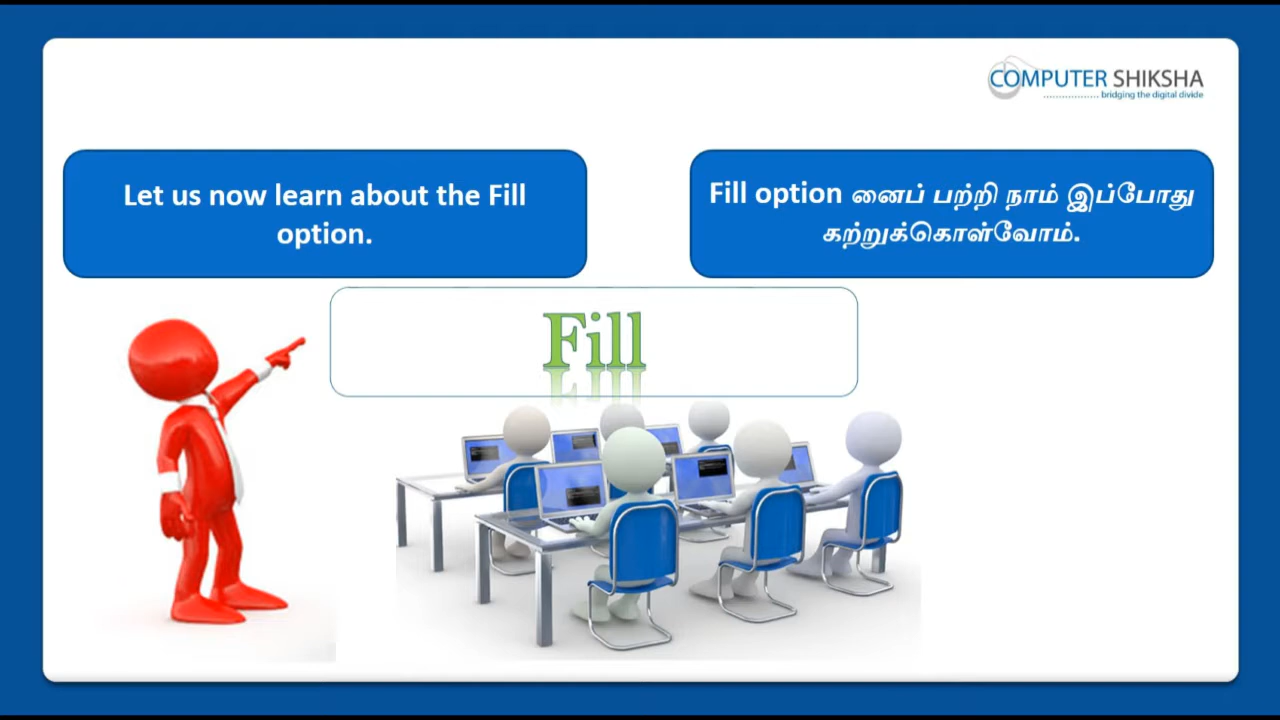 COMPUTER SHIKSHA
bridging the digital divide
Let us now learn about the Fill
option.
Fill option னைப் பற்றி நாம் இப்போது
கற்றுக்கொள்வோம்.
Fill